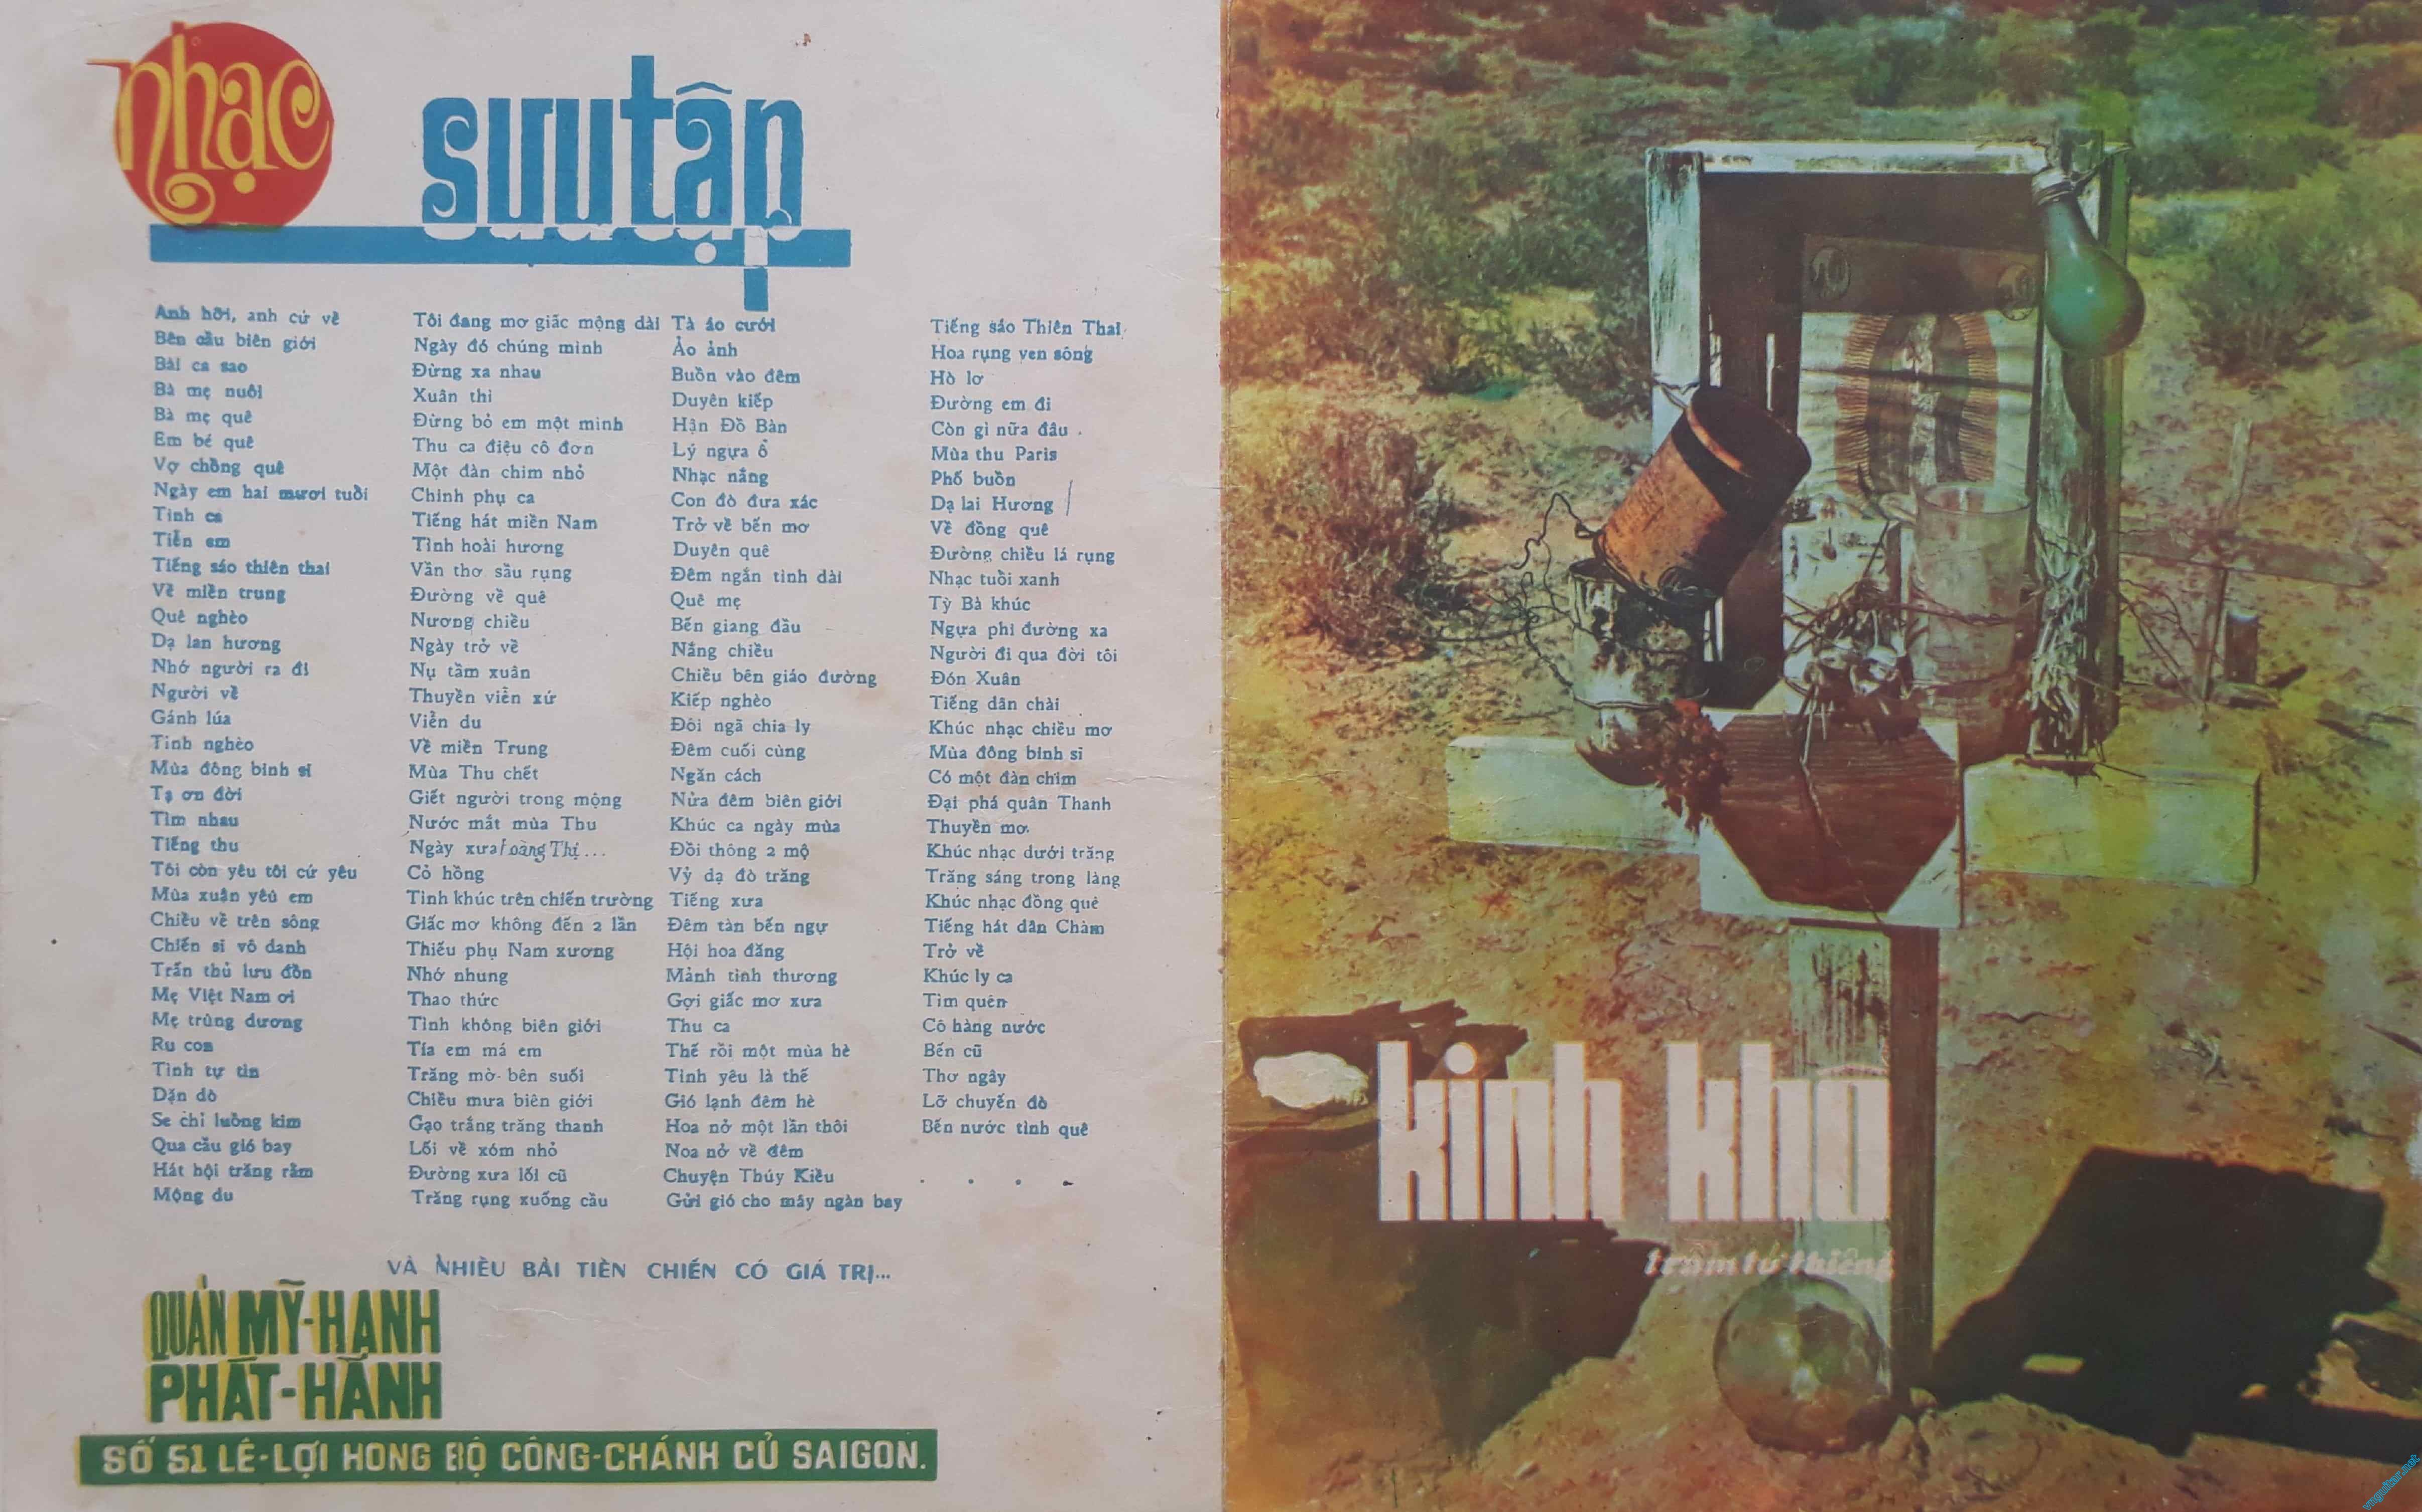 nhạc
sưu tập
Anh hỡi, anh cứ về
Bên cầu biên giới
Bài ca sao
Bà mẹ nuôi
Bà mẹ quê
Em bé quê
Vợ chồng quê
Ngày em hai mươi tuổi
Tình ca
Tiễn em
Tiếng sáo thiên thai
Về miền trung
Quê nghèo
Dạ lan hương
Nhớ người ra đi
Người về
Gánh lúa
Tình nghèo
Mùa đông binh sĩ
Tạ ơn đời
Tìm nhau
Tiếng thu
Tôi còn yêu tôi cứ yêu
Mùa xuân yêu em
Chiều về trên sông
Chiến sĩ vô danh
Trấn thủ lưu đồn
Mẹ Việt Nam ơi
Mẹ trùng dương
Ru con
Tình tự tin
Dặn dò
Se chỉ luồng kim
Qua cầu gió bay
Hát hội trăng rằm
Mộng du
Tôi đang mơ giấc mộng dài
Ngày đó chúng mình
Đừng xa nhau
Xuân thì
Đừng bỏ em một mình
Thu ca điệu cô đơn
Một đàn chim nhỏ
Chinh phụ ca
Tiếng hát miền Nam
Tình hoài hương
Vần thơ sầu rụng
Đường về quê
Nương chiều
Ngày trở về
Nụ tầm xuân
Thuyền viễn xứ
Viễn du
Về miền Trung
Mùa Thu chết
Giết người trong mộng
Nước mắt mùa Thu
Ngày xưa Hoàng Thị...
Cỏ hồng
Tình khúc trên chiến trường
Giấc mơ không đến 2 lần
Thiếu phụ Nam xương
Nhớ nhung
Thao thức
Tình không biên giới
Tía em má em
Trăng mờ bên suối
Chiều mưa biên giới
Gạo trắng trăng thanh
Lối về xóm nhỏ
Đường xưa lối cũ
Trăng rụng xuống cầu
Tà áo cưới
Ảo ảnh
Buồn vào đêm
Duyên kiếp
Hận Đồ Bàn
Lý ngựa ô
Nhạc nắng
Con đò đưa xác
Trở về bến mơ
Duyên quê
Đêm ngắn tình dài
Quê mẹ
Bến giang đầu
Nắng chiều
Chiều bên giáo đường
Kiếp nghèo
Đôi ngã chia ly
Đêm cuối cùng
Ngăn cách
Nửa đêm biên giới
Khúc ca ngày mùa
Đồi thông 2 mộ
Vỹ dạ đò trăng
Tiếng xưa
Đêm tàn bến ngự
Hội hoa đăng
Mảnh tình thương
Gợi giấc mơ xưa
Thu ca
Thế rồi một mùa hè
Tình yêu là thế
Gió lạnh đêm hè
Hoa nở một lần thôi
Noa nở về đêm
Chuyện Thúy Kiều
Gửi gió cho mây ngàn bay
Tiếng sáo Thiên Thai
Hoa rụng ven sông
Hò lơ
Đường em đi
Còn gì nữa đâu
Mùa thu Paris
Phố buồn
Dạ lai Hương
Về đồng quê
Đường chiều lá rụng
Nhạc tuổi xanh
Tỳ Bà khúc
Ngựa phi đường xa
Người đi qua đời tôi
Đón Xuân
Tiếng dân chài
Khúc nhạc chiều mơ
Mùa đông binh sĩ
Có một đàn chim
Đại phá quân Thanh
Thuyền mơ
Khúc nhạc dưới trăng
Trăng sáng trong làng
Khúc nhạc đồng quê
Tiếng hát dân Chàm
Trở về
Khúc ly ca
Tìm quên
Cô hàng nước
Bến cũ
Thơ ngây
Lỡ chuyến đò
Bến nước tình quê
. . . .
VÀ NHIỀU BÀI TIỀN CHIẾN CÓ GIÁ TRỊ...
QUÁN MỸ-HẠNH
PHÁT-HÀNH
SỐ 51 LÊ-LỢI HONG BỘ CÔNG-CHÁNH CỦ SAIGON.
kinh khổ
trầm tử thiêng